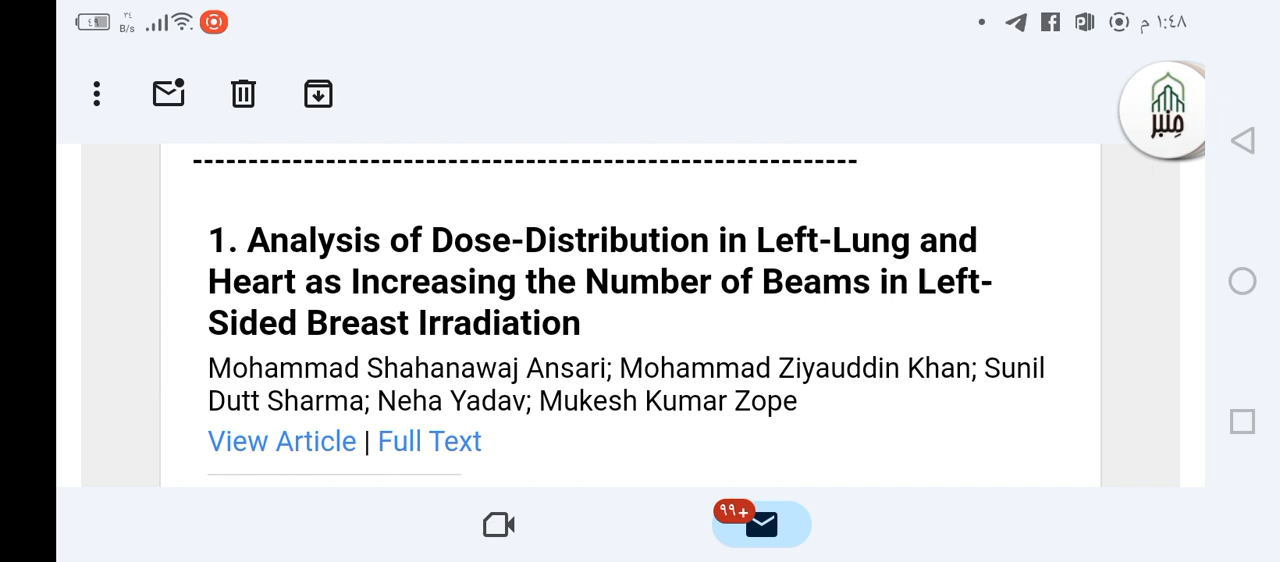 ٤٩
٣٤
B/s
١:٤٨ م
منبر
------------------------------------------------------------
1. Analysis of Dose-Distribution in Left-Lung and
Heart as Increasing the Number of Beams in Left-
Sided Breast Irradiation
Mohammad Shahanawaj Ansari; Mohammad Ziyauddin Khan; Sunil
Dutt Sharma; Neha Yadav; Mukesh Kumar Zope
View Article | Full Text
٩٩+